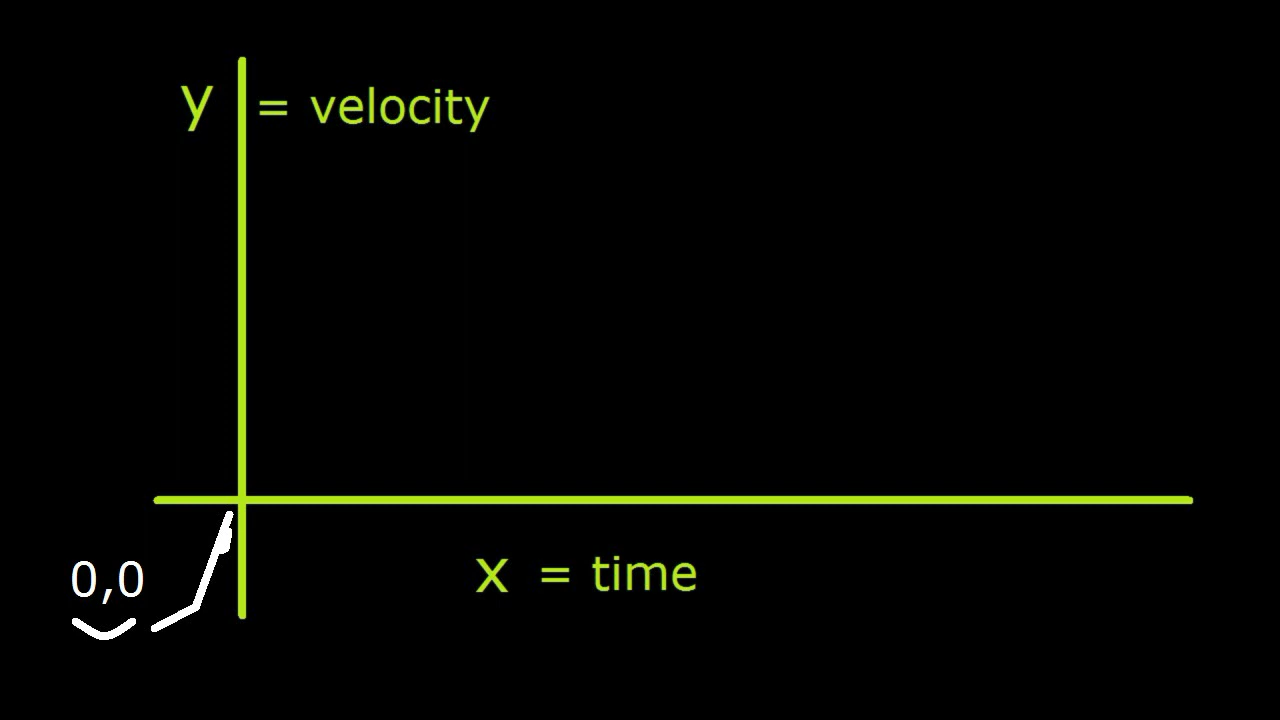 y = velocity
x = time
0,0